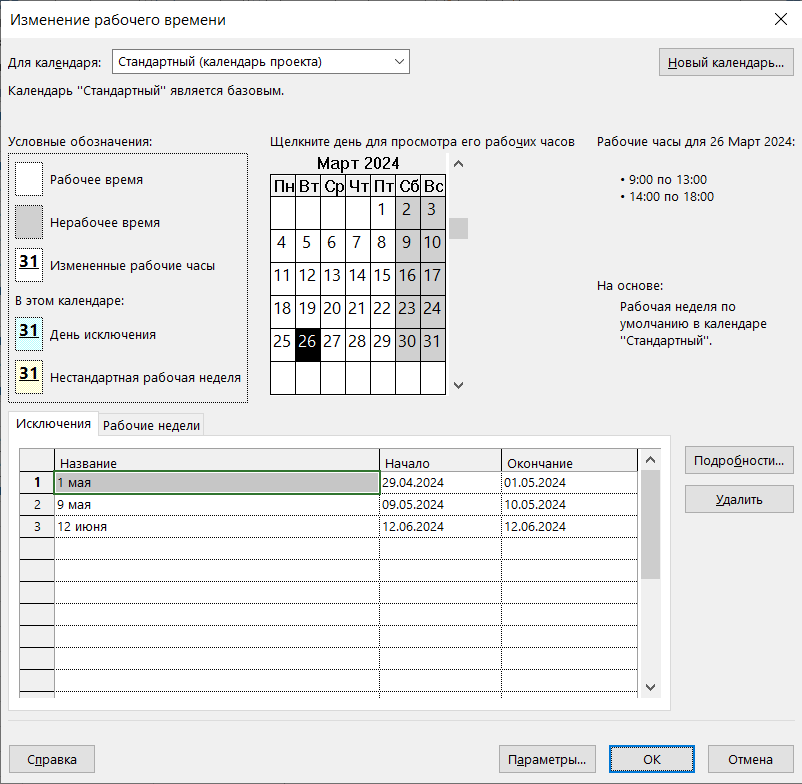 Изменение рабочего времени
Для календаря: Стандартный (календарь проекта) Новый календарь...
Календарь "Стандартный" является базовым.
Условные обозначения:
Рабочее время
Нерабочее время
31 Измененные рабочие часы
В этом календаре:
31 День исключения
31 Нестандартная рабочая неделя
Щелкните день для просмотра его рабочих часов
Март 2024
Пн Вт Ср Чт Пт Сб Вс
1 2 3
4 5 6 7 8 9 10
11 12 13 14 15 16 17
18 19 20 21 22 23 24
25 26 27 28 29 30 31
Рабочие часы для 26 Март 2024:
• 9:00 по 13:00
• 14:00 по 18:00
На основе:
Рабочая неделя по
умолчанию в календаре
"Стандартный".
Исключения Рабочие недели
Название Начало Окончание
1 1 мая 29.04.2024 01.05.2024
2 9 мая 09.05.2024 10.05.2024
3 12 июня 12.06.2024 12.06.2024
Подробности...
Удалить
Справка Параметры... ОК Отмена